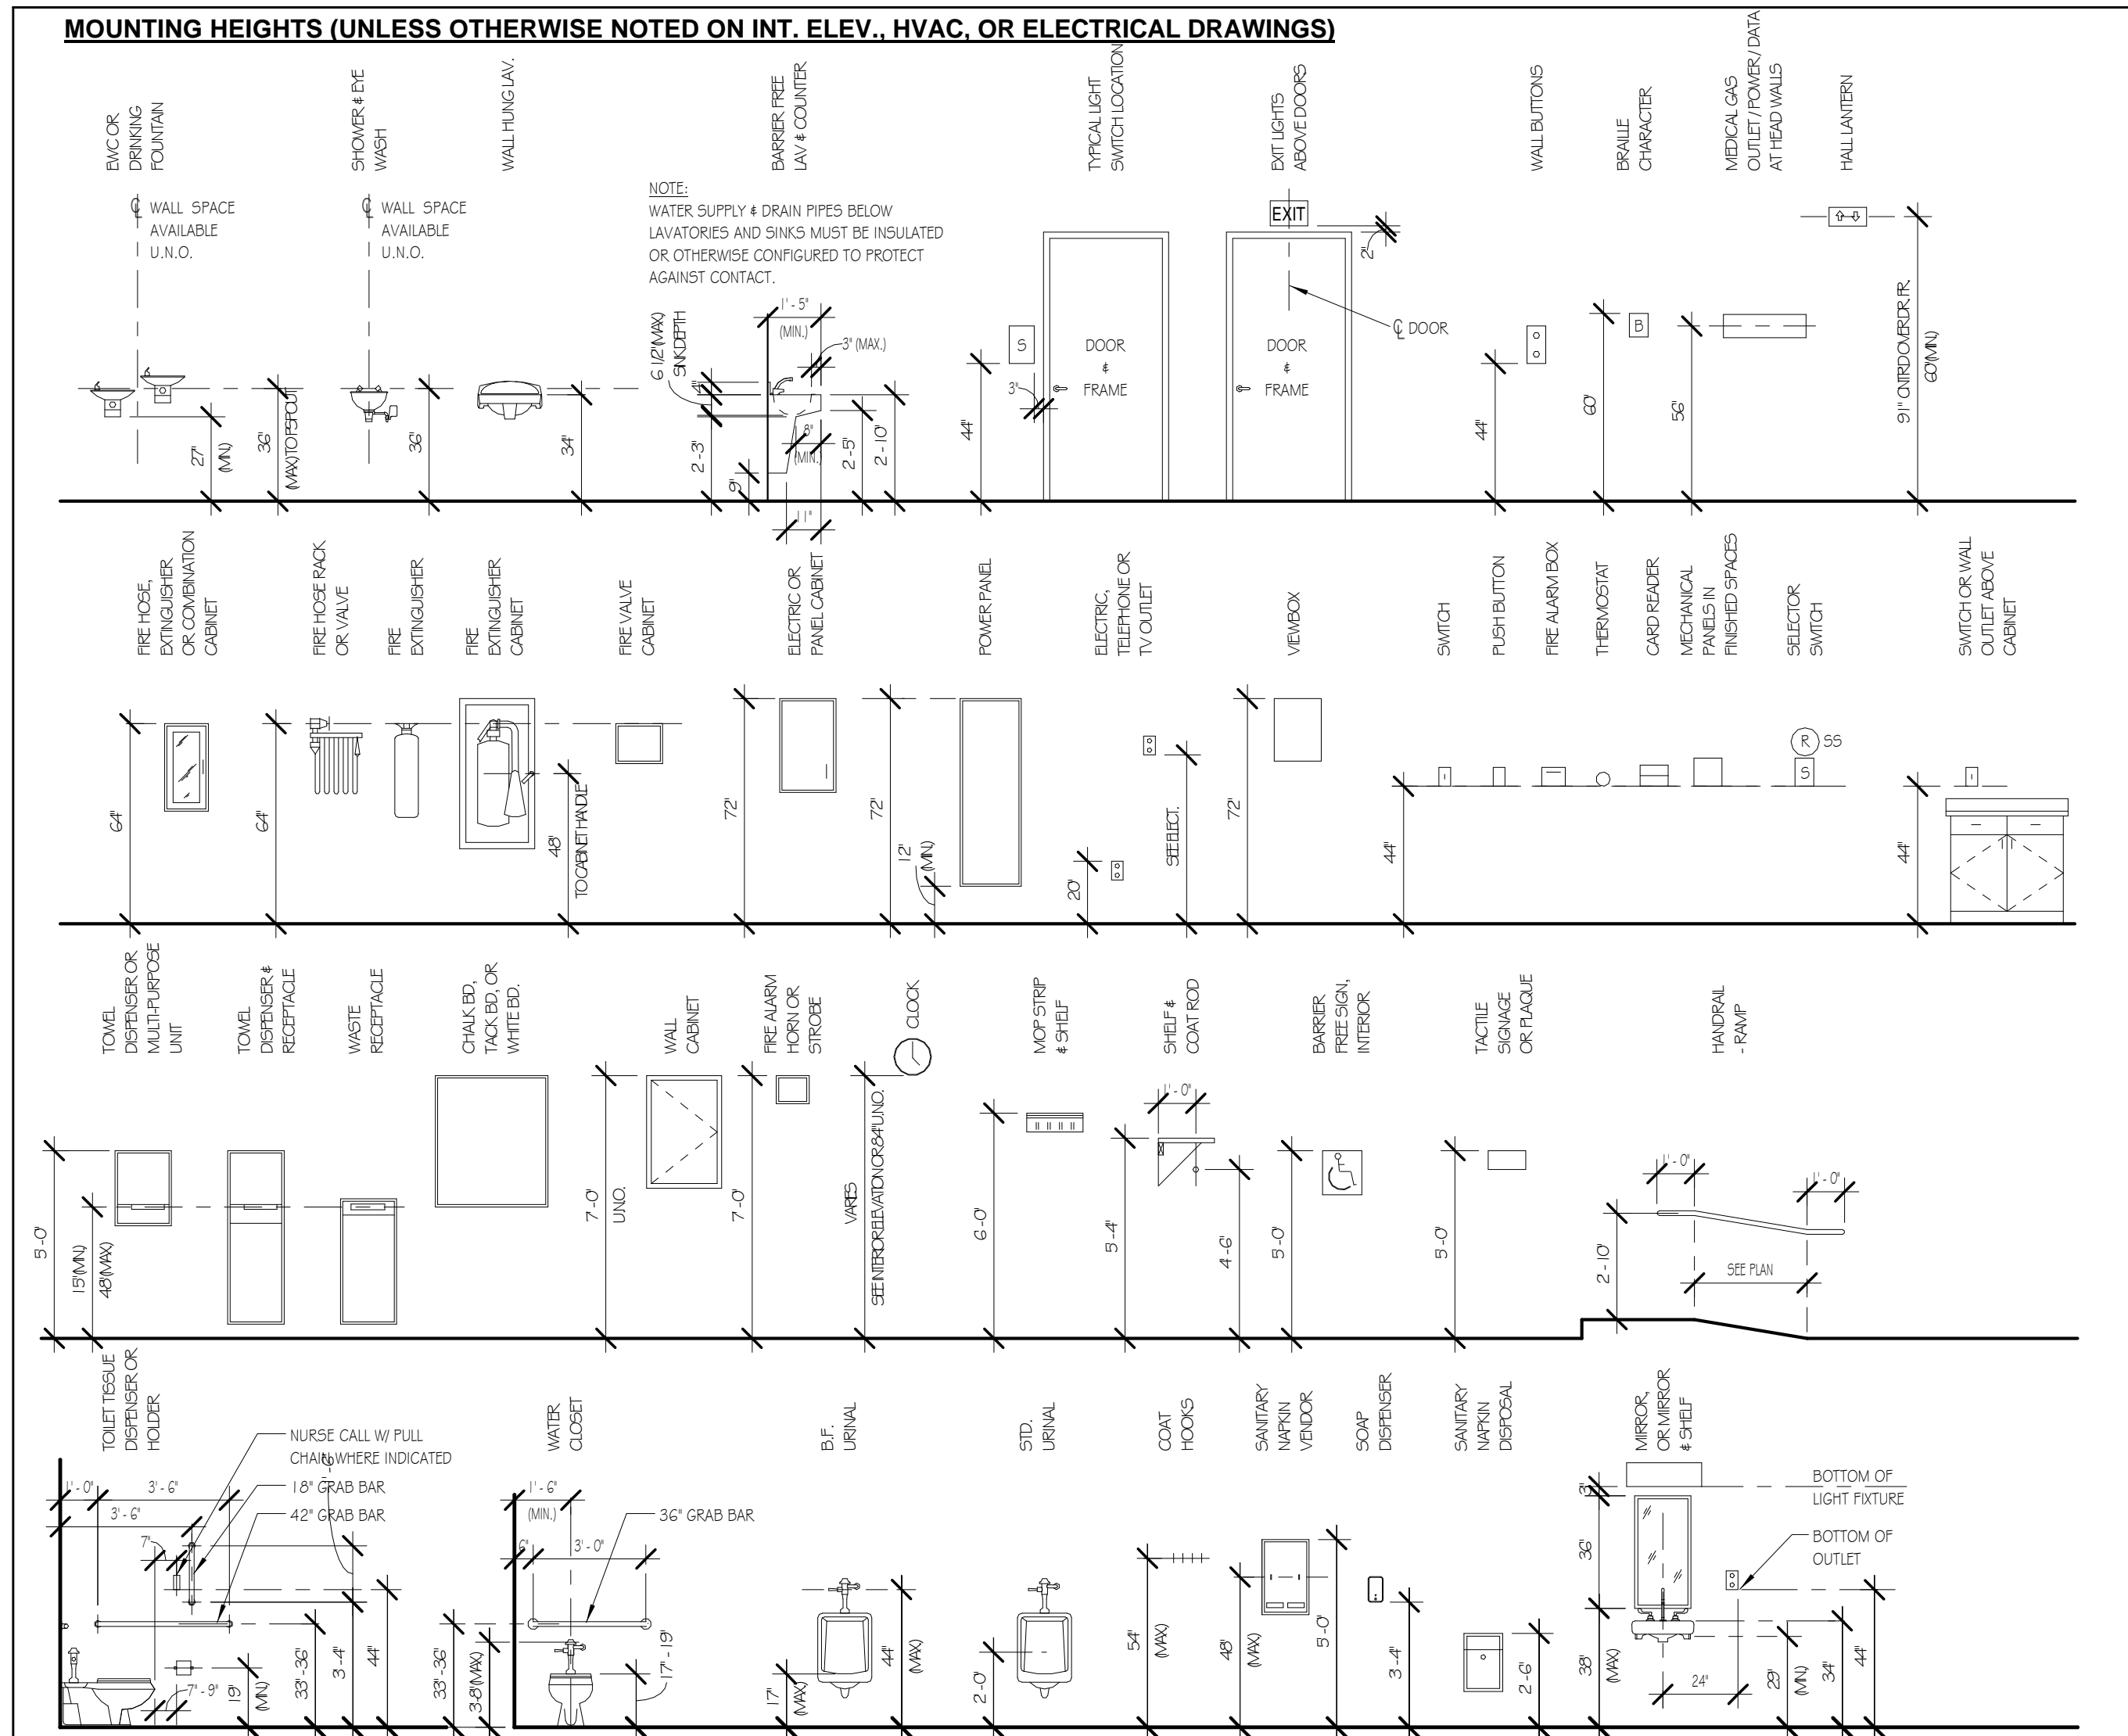 MOUNTING HEIGHTS (UNLESS OTHERWISE NOTED ON INT. ELEV., HVAC, OR ELECTRICAL DRAWINGS)
EWC OR
DRINKING
FOUNTAIN
SHOWER & EYE
WASH
WALL HUNG LAV.
BARRIER FREE
LAV & COUNTER
TYPICAL LIGHT
SWITCH LOCATION
EXIT LIGHTS
ABOVE DOORS
WALL BUTTONS
BRAILLE
CHARACTER
MEDICAL GAS
OUTLET / POWER / DATA
AT HEAD WALLS
HALL LANTERN
℄ WALL SPACE
AVAILABLE
U.N.O.
℄ WALL SPACE
AVAILABLE
U.N.O.
NOTE:
WATER SUPPLY & DRAIN PIPES BELOW
LAVATORIES AND SINKS MUST BE INSULATED
OR OTHERWISE CONFIGURED TO PROTECT
AGAINST CONTACT.
27"
(MIN.)
36"
(MAX) TO SPOUT
36"
34"
6 1/2" (MAX)
SINK DEPTH
4"
2'-3"
9"
1' - 5"
(MIN.)
3" (MAX.)
8"
(MIN.)
11"
2'-5"
2'-10"
44"
S
3"
DOOR
&
FRAME
EXIT
2"
DOOR
&
FRAME
℄ DOOR
44"
60"
B
56"
91" CNTRD OVER DR. FR.
60" (MIN)
FIRE HOSE,
EXTINGUISHER
OR COMBINATION
CABINET
FIRE HOSE RACK
OR VALVE
FIRE
EXTINGUISHER
FIRE
EXTINGUISHER
CABINET
FIRE VALVE
CABINET
ELECTRIC OR
PANEL CABINET
POWER PANEL
ELECTRIC,
TELEPHONE OR
TV OUTLET
VIEWBOX
SWITCH
PUSH BUTTON
FIRE ALARM BOX
THERMOSTAT
CARD READER
MECHANICAL
PANELS IN
FINISHED SPACES
SELECTOR
SWITCH
SWITCH OR WALL
OUTLET ABOVE
CABINET
64"
64"
48"
TO CABINET HANDLE
72"
72"
12"
(MIN.)
20"
SEE ELECT.
72"
44"
R SS
S
44"
TOWEL
DISPENSER OR
MULTI-PURPOSE
UNIT
TOWEL
DISPENSER &
RECEPTACLE
WASTE
RECEPTACLE
CHALK BD,
TACK BD, OR
WHITE BD.
WALL
CABINET
FIRE ALARM
HORN OR
STROBE
CLOCK
MOP STRIP
& SHELF
SHELF &
COAT ROD
BARRIER
FREE SIGN,
INTERIOR
TACTILE
SIGNAGE
OR PLAQUE
HANDRAIL
- RAMP
5'-0"
15" (MIN)
48" (MAX)
7'-0"
U.N.O.
7'-0"
VARIES
SEE INTERIOR ELEVATION OR 84" U.N.O.
6'-0"
5'-4"
1' - 0"
4'-6"
5'-0"
5'-0"
2'-10"
1' - 0"
1' - 0"
SEE PLAN
TOILET TISSUE
DISPENSER OR
HOLDER
WATER
CLOSET
B.F.
URINAL
STD.
URINAL
COAT
HOOKS
SANITARY
NAPKIN
VENDOR
SOAP
DISPENSER
SANITARY
NAPKIN
DISPOSAL
MIRROR,
OR MIRROR
& SHELF
NURSE CALL W/ PULL
CHAIN WHERE INDICATED
18" GRAB BAR
42" GRAB BAR
1' - 0"
3' - 6"
3' - 6"
7"
7" - 9"
19"
(MIN.)
33"-36"
3'-4"
44"
33"-36"
3'-8" (MAX)
1' - 6"
(MIN.)
6"
3' - 0"
36" GRAB BAR
17"-19"
17"
(MAX)
44"
(MAX)
2'-0"
54"
(MAX)
48"
(MAX)
5'-0"
3'-4"
2'-6"
3"
36"
38"
(MAX)
24"
29"
(MIN.)
34"
44"
BOTTOM OF
LIGHT FIXTURE
BOTTOM OF
OUTLET